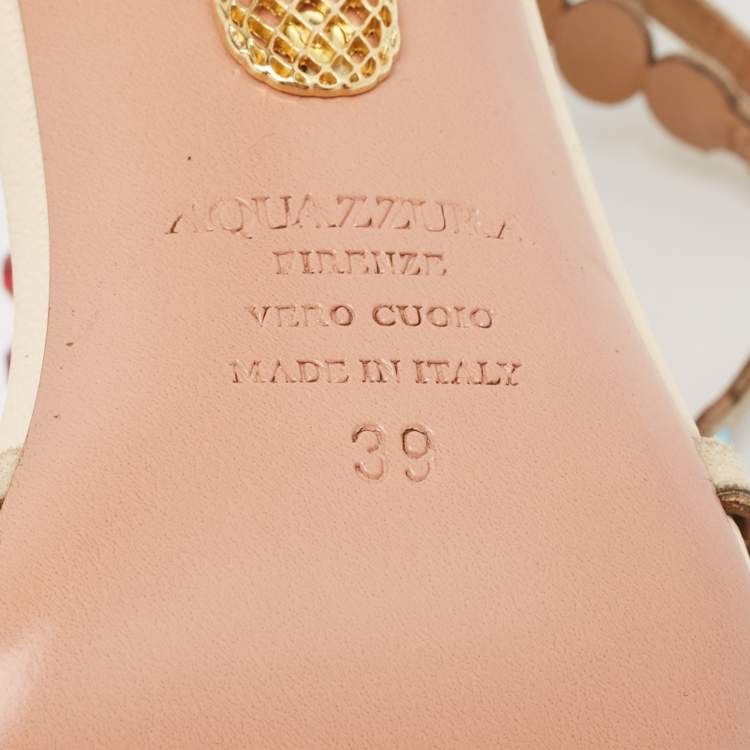 AQUAZZURA
FIRENZE
VERO CUOIO
MADE IN ITALY
39